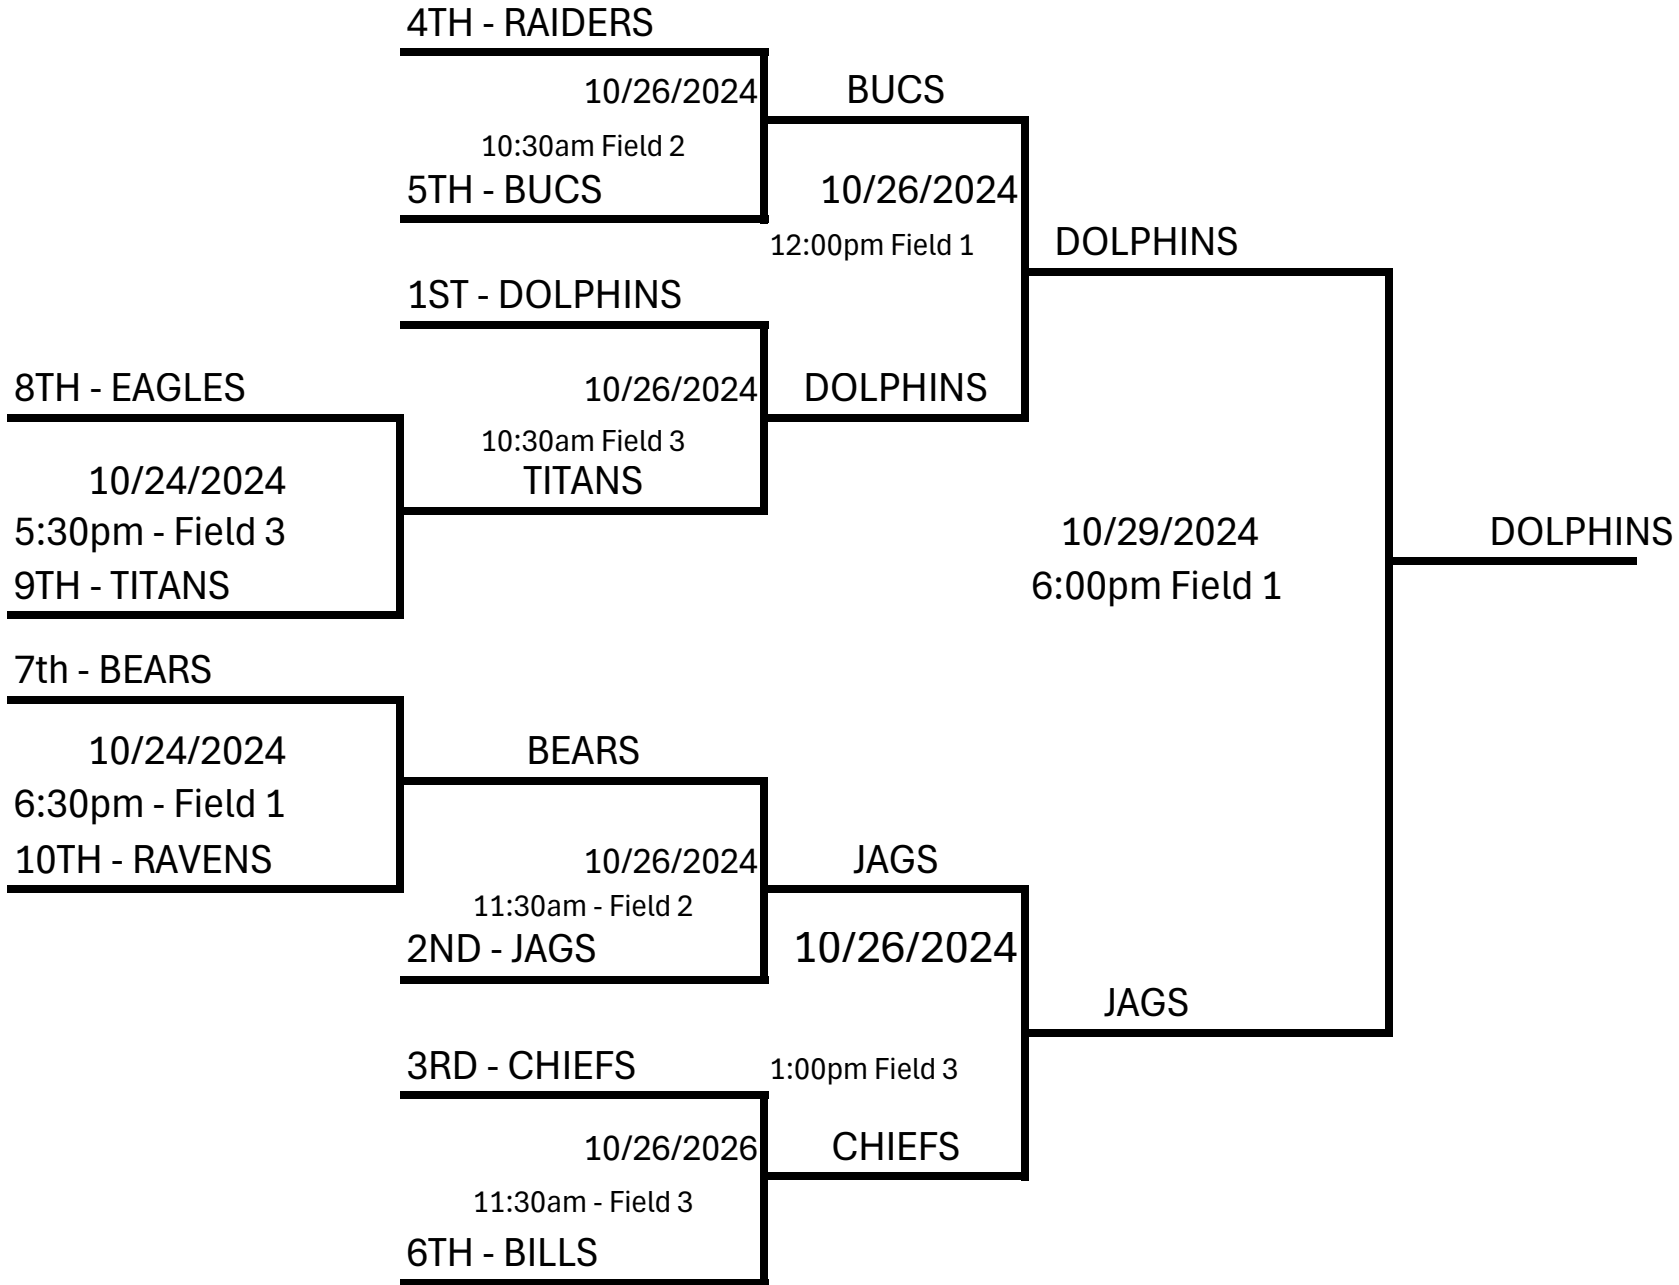 4TH - RAIDERS
10/26/2024
10:30am Field 2
5TH - BUCS
BUCS
10/26/2024
12:00pm Field 1
1ST - DOLPHINS
10/26/2024
10:30am Field 3
TITANS
DOLPHINS
DOLPHINS
8TH - EAGLES
10/24/2024
5:30pm - Field 3
9TH - TITANS
10/29/2024
6:00pm Field 1
DOLPHINS
7th - BEARS
10/24/2024
6:30pm - Field 1
10TH - RAVENS
BEARS
10/26/2024
11:30am - Field 2
2ND - JAGS
JAGS
10/26/2024
1:00pm Field 3
JAGS
3RD - CHIEFS
10/26/2026
11:30am - Field 3
6TH - BILLS
CHIEFS